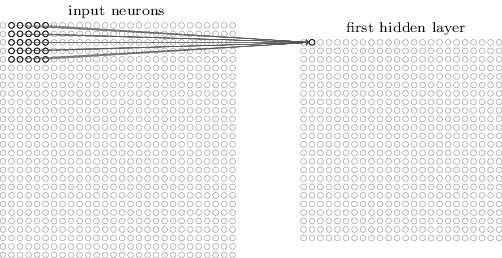 input neurons
first hidden layer